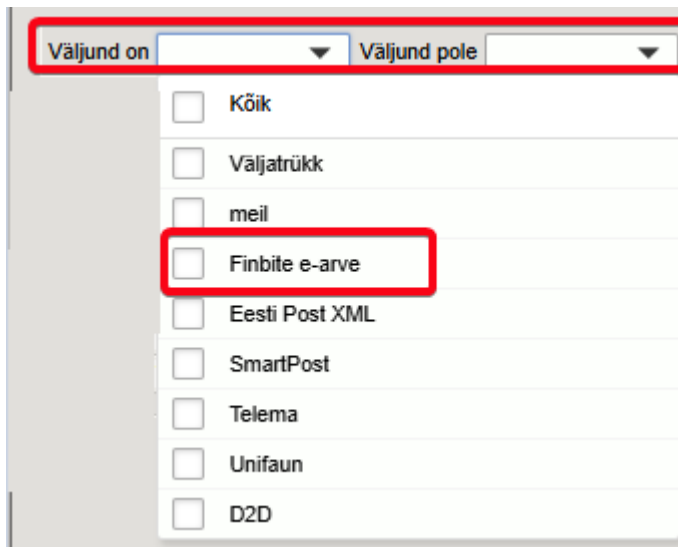 Väljund on Väljund pole
Kõik
Väljatrükk
meil
Finbite e-arve
Eesti Post XML
SmartPost
Telema
Unifaun
D2D